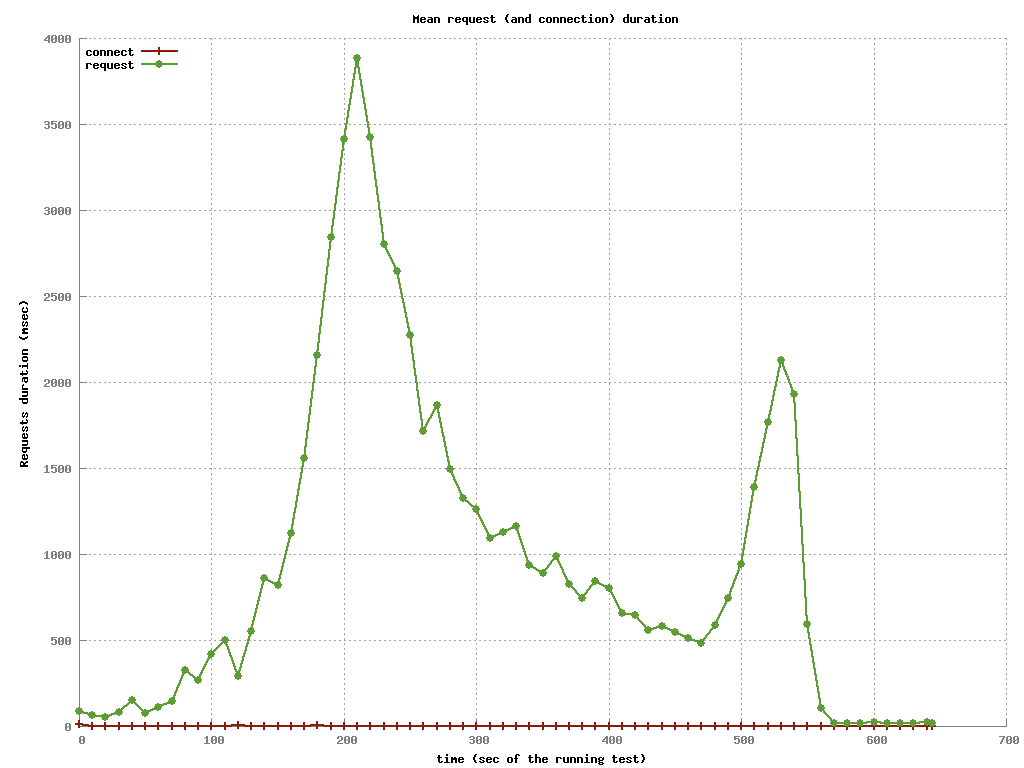 Mean request (and connection) duration
connect
request
4000
3500
3000
2500
2000
1500
1000
500
0
Requests duration (msec)
0 100 200 300 400 500 600 700
time (sec of the running test)